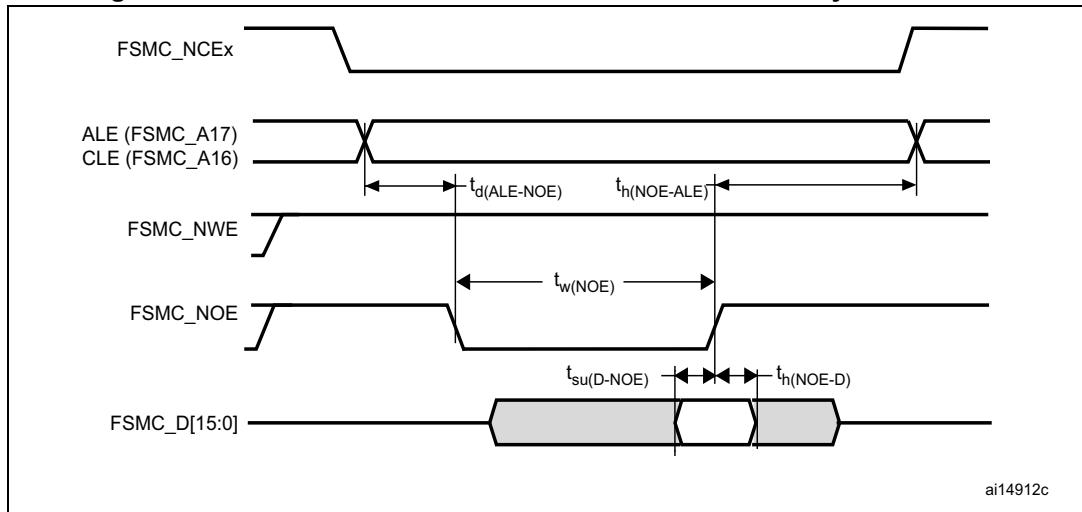 FSMC_NCEx
ALE (FSMC_A17)
CLE (FSMC_A16)
td(ALE-NOE)
th(NOE-ALE)
FSMC_NWE
tw(NOE)
FSMC_NOE
tsu(D-NOE)
th(NOE-D)
FSMC_D[15:0]
ai14912c